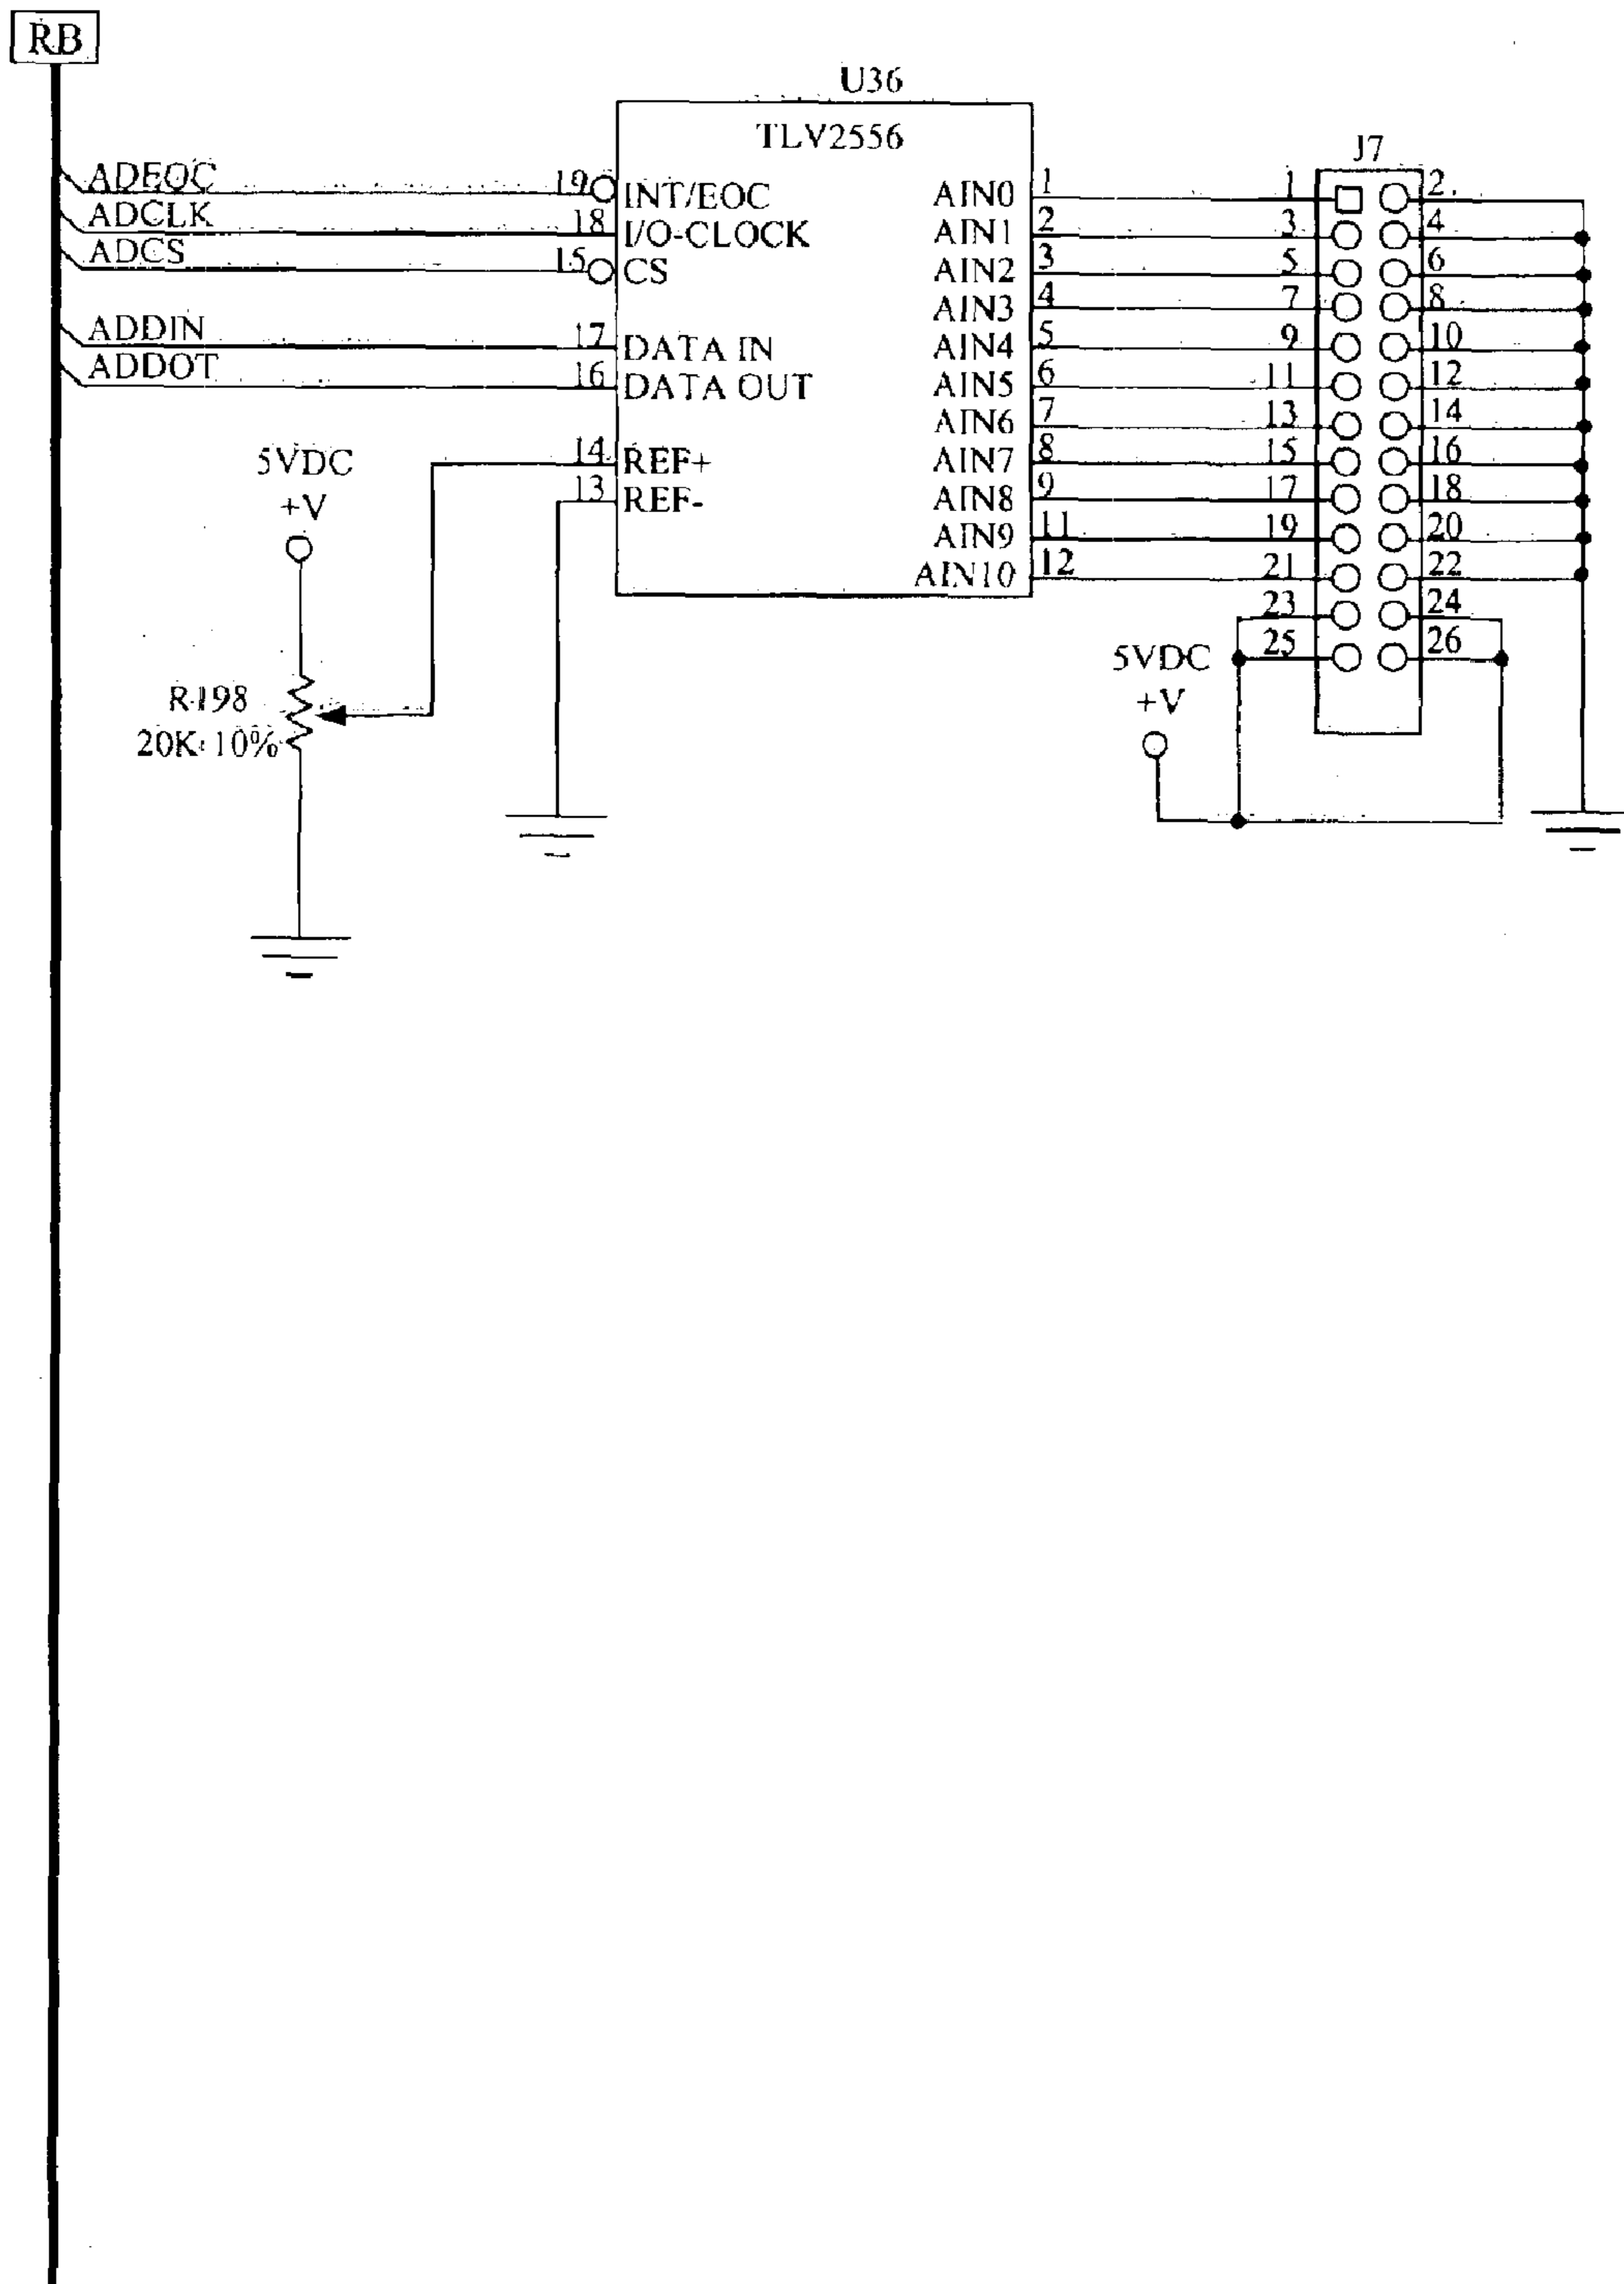 RB
U36
TLV2556
J7
ADEOC 19 INT/EOC AIN0 1 1 2
ADCLK 18 I/O-CLOCK AIN1 2 3 4
ADCS 15 CS AIN2 3 5 6
AIN3 4 7 8
ADDIN 17 DATA IN AIN4 5 9 10
ADDOT 16 DATA OUT AIN5 6 11 12
AIN6 7 13 14
5VDC 14 REF+ AIN7 8 15 16
+V 13 REF- AIN8 9 17 18
AIN9 11 19 20
AIN10 12 21 22
23 24
5VDC 25 26
+V
R198
20K 10%